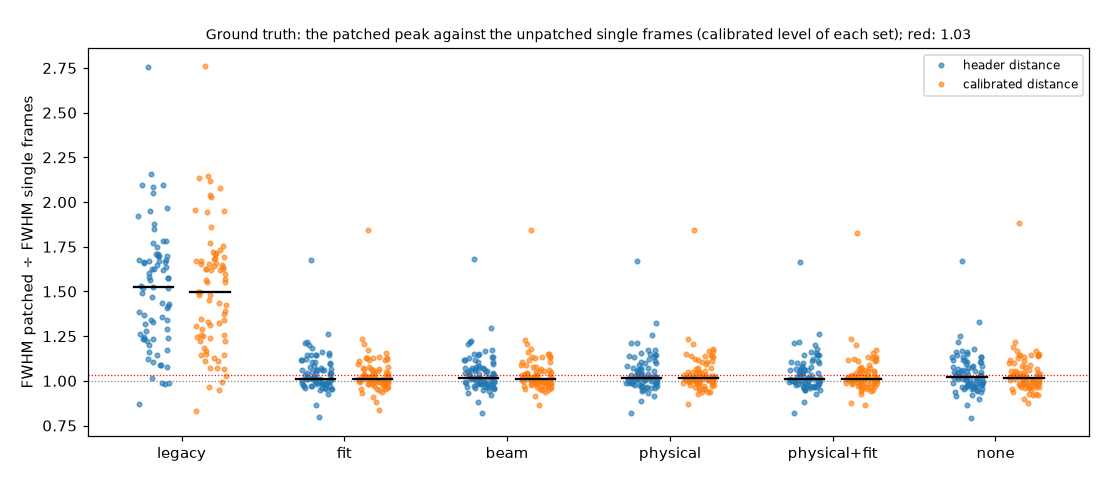 Ground truth: the patched peak against the unpatched single frames (calibrated level of each set); red: 1.03
FWHM patched ÷ FWHM single frames
2.75
2.50
2.25
2.00
1.75
1.50
1.25
1.00
0.75
header distance
calibrated distance
legacy
fit
beam
physical
physical+fit
none